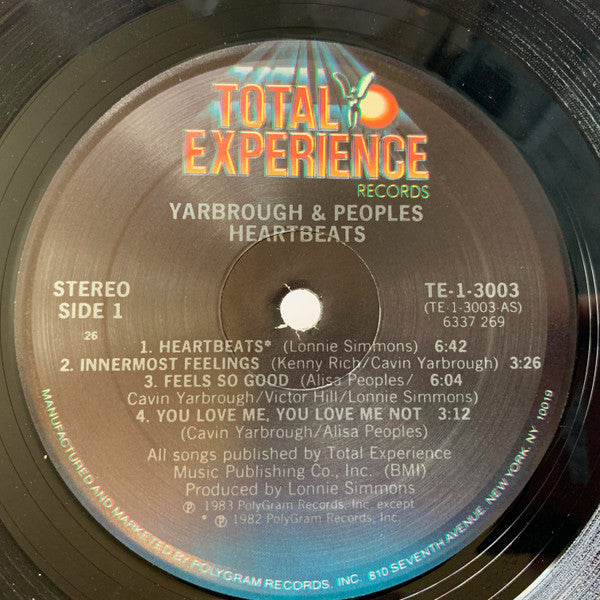 TOTAL
EXPERIENCE
RECORDS
YARBROUGH & PEOPLES
HEARTBEATS
STEREO
SIDE 1
26
TE-1-3003
(TE-1-3003-AS)
6337 269
1. HEARTBEATS* (Lonnie Simmons) 6:42
2. INNERMOST FEELINGS (Kenny Rich/Cavin Yarbrough) 3:26
3. FEELS SO GOOD (Alisa Peoples/ 6:04
Cavin Yarbrough/Victor Hill/Lonnie Simmons)
4. YOU LOVE ME, YOU LOVE ME NOT 3:12
(Cavin Yarbrough/Alisa Peoples)
All songs published by Total Experience
Music Publishing Co., Inc. (BMI)
Produced by Lonnie Simmons
℗ 1983 PolyGram Records, Inc. except
* ℗ 1982 PolyGram Records, Inc.
MANUFACTURED AND MARKETED BY POLYGRAM RECORDS, INC. 810 SEVENTH AVENUE, NEW YORK, NY 10019